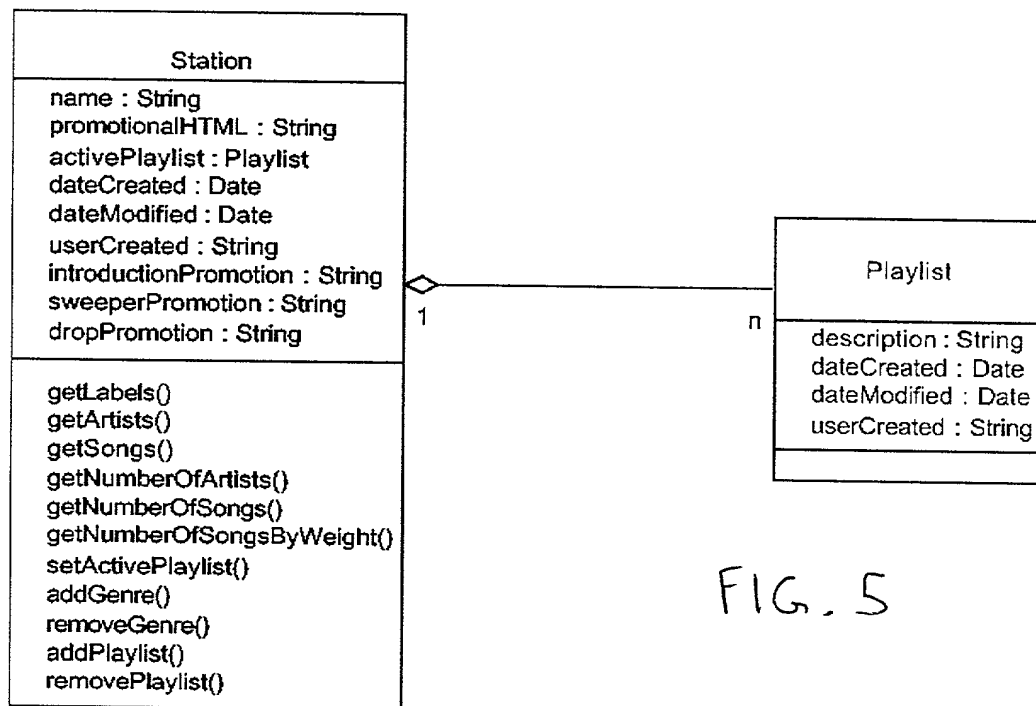 Station
name : String
promotionalHTML : String
activePlaylist : Playlist
dateCreated : Date
dateModified : Date
userCreated : String
introductionPromotion : String
sweeperPromotion : String
dropPromotion : String
getLabels()
getArtists()
getSongs()
getNumberOfArtists()
getNumberOfSongs()
getNumberOfSongsByWeight()
setActivePlaylist()
addGenre()
removeGenre()
addPlaylist()
removePlaylist()
1
n
Playlist
description : String
dateCreated : Date
dateModified : Date
userCreated : String
FIG. 5